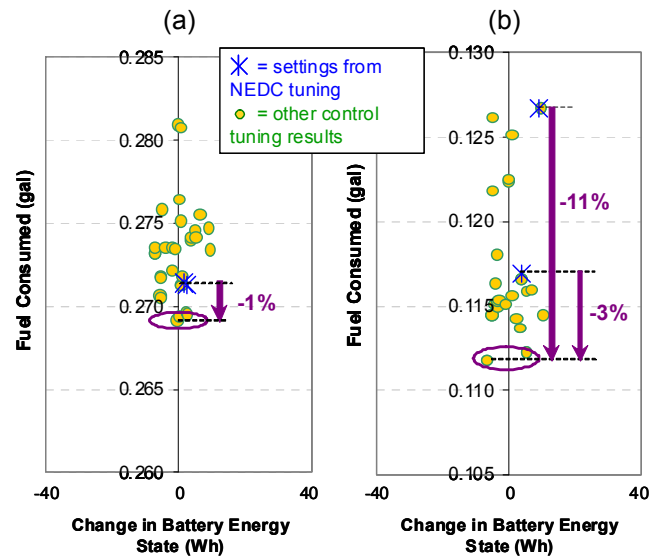 (a)
(b)
= settings from
NEDC tuning
= other control
tuning results
Fuel Consumed (gal)
0.285
0.280
0.275
0.270
0.265
0.260
-1%
-40
0
40
Change in Battery Energy
State (Wh)
Fuel Consumed (gal)
0.130
0.125
0.120
0.115
0.110
0.105
-11%
-3%
-40
0
40
Change in Battery Energy
State (Wh)